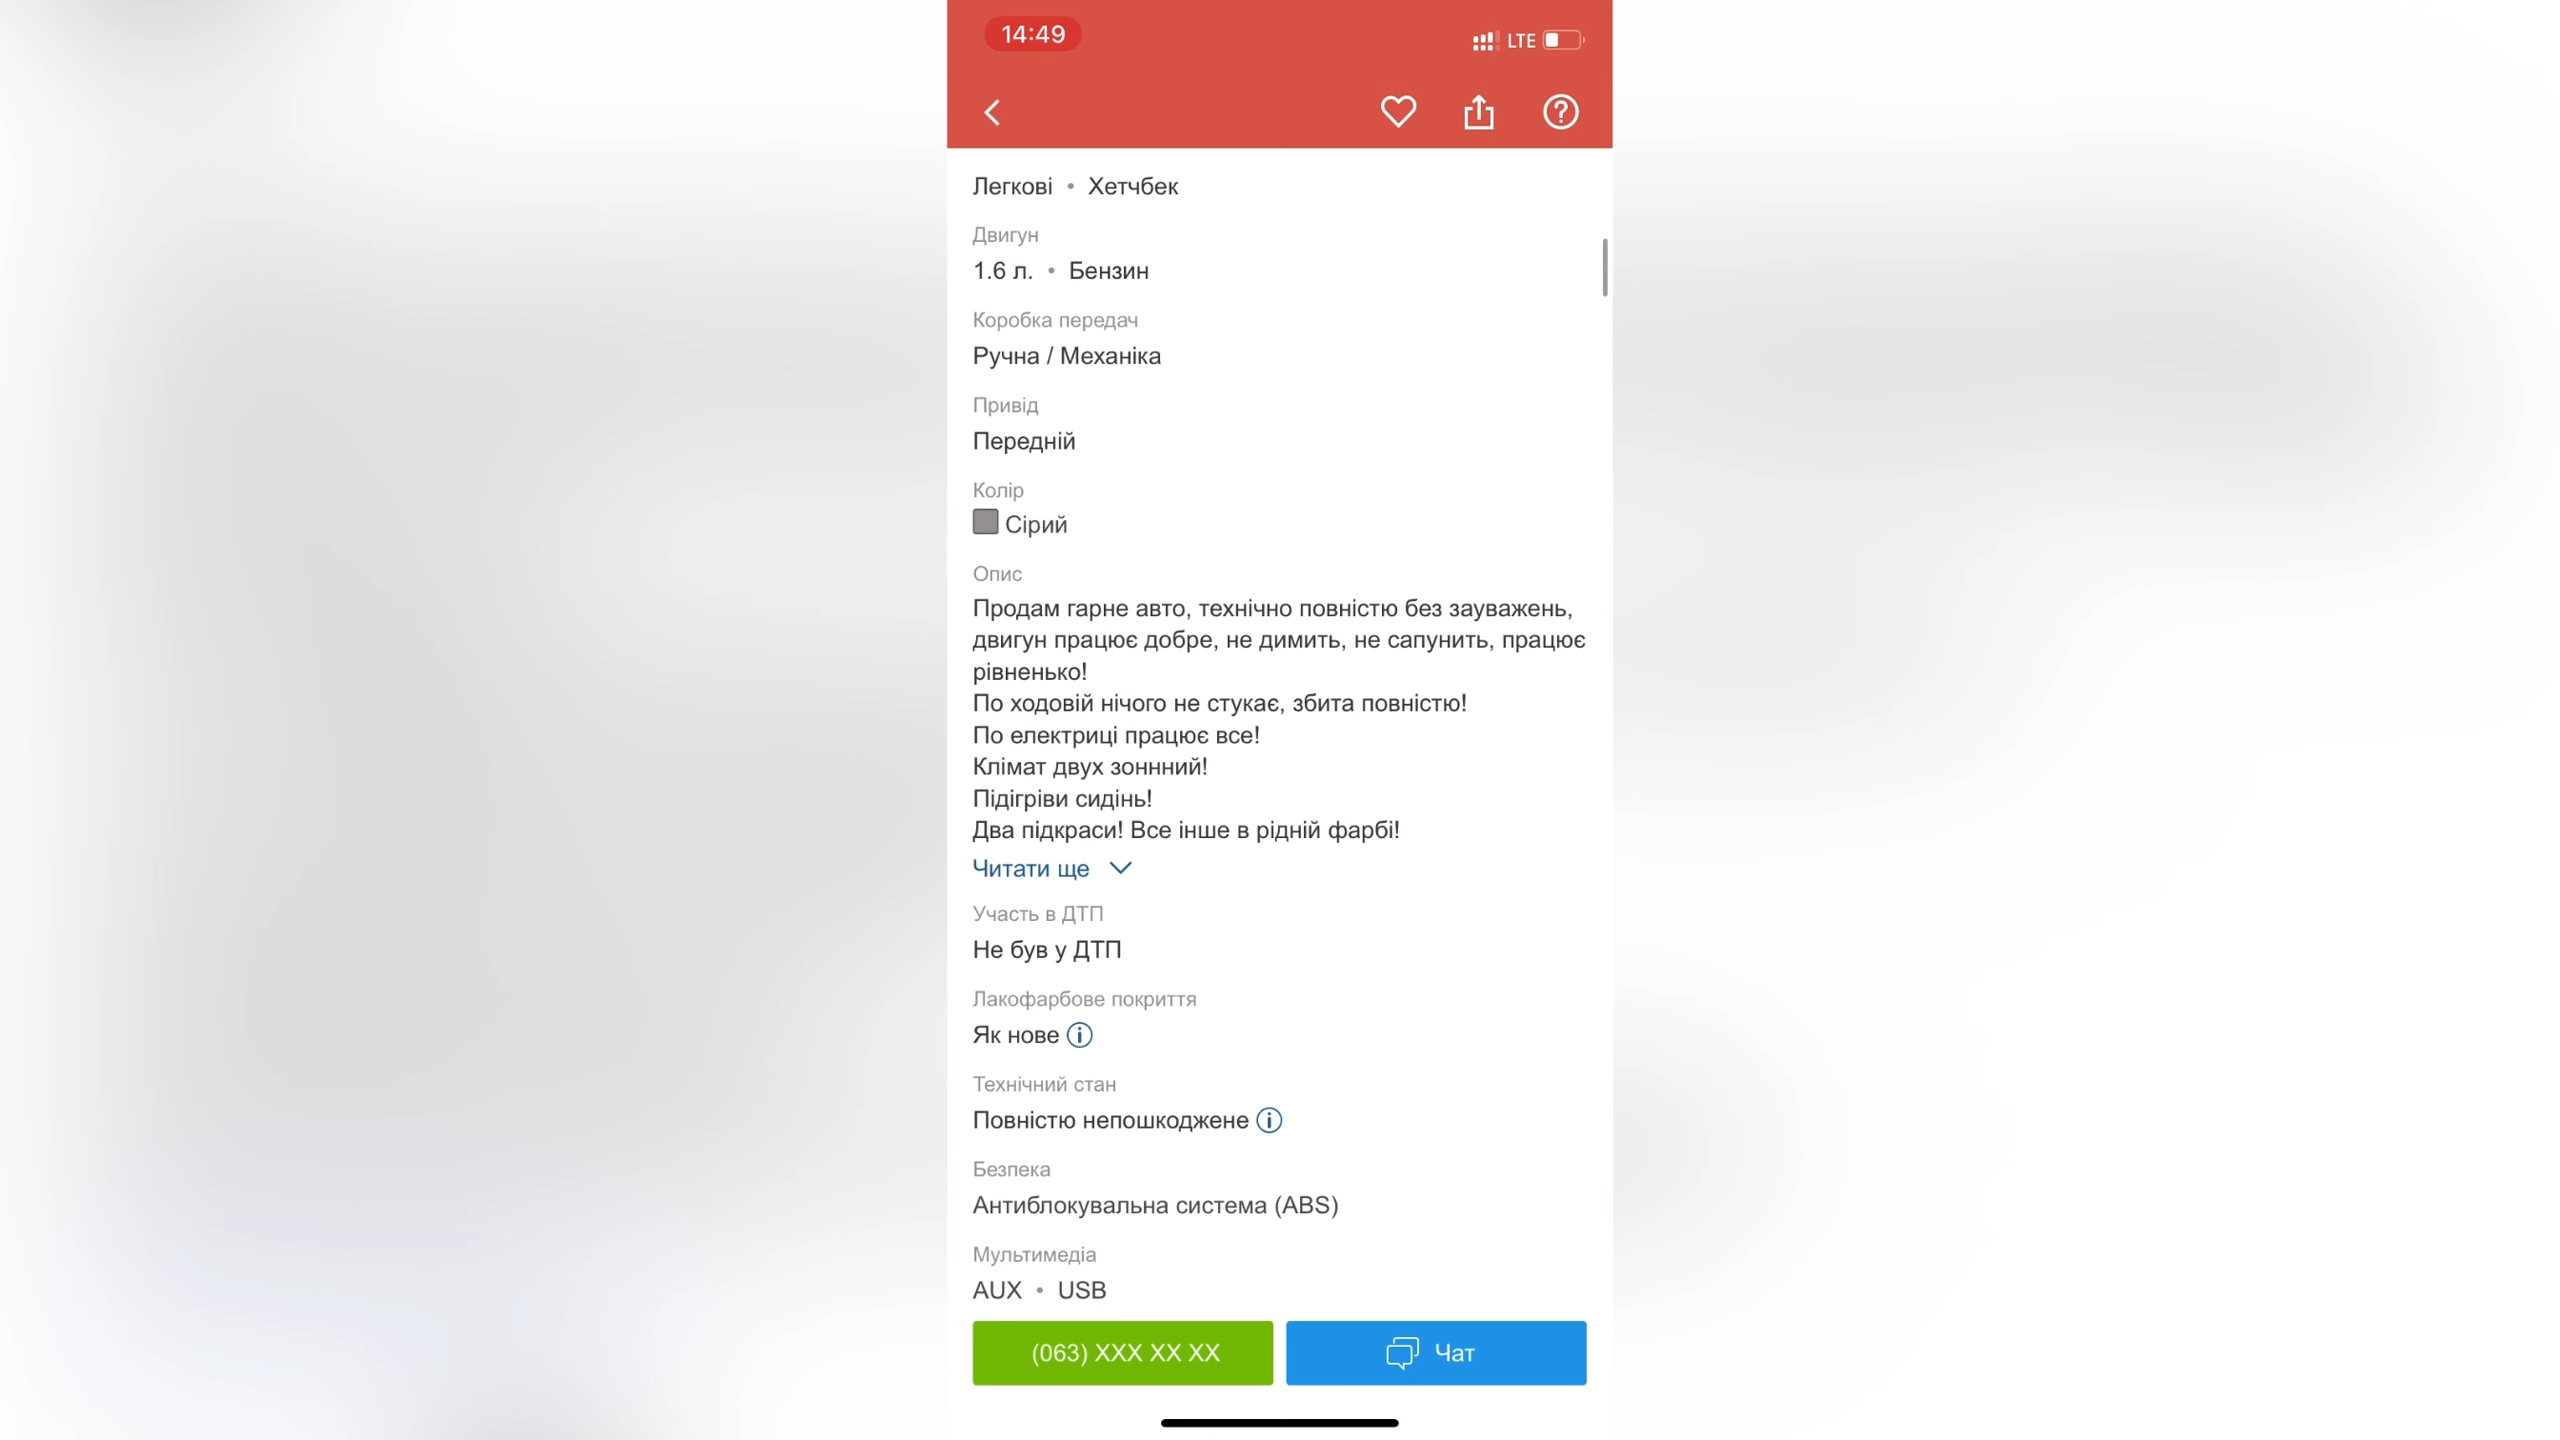 14:49
LTE
Легкові • Хетчбек
Двигун
1.6 л. • Бензин
Коробка передач
Ручна / Механіка
Привід
Передній
Колір
Сірий
Опис
Продам гарне авто, технічно повністю без зауважень,
двигун працює добре, не димить, не сапунить, працює
рівненько!
По ходовій нічого не стукає, збита повністю!
По електриці працює все!
Клімат двух зоннний!
Підігріви сидінь!
Два підкраси! Все інше в рідній фарбі!
Читати ще
Участь в ДТП
Не був у ДТП
Лакофарбове покриття
Як нове
Технічний стан
Повністю непошкоджене
Безпека
Антиблокувальна система (ABS)
Мультимедіа
AUX • USB
(063) XXX XX XX
Чат